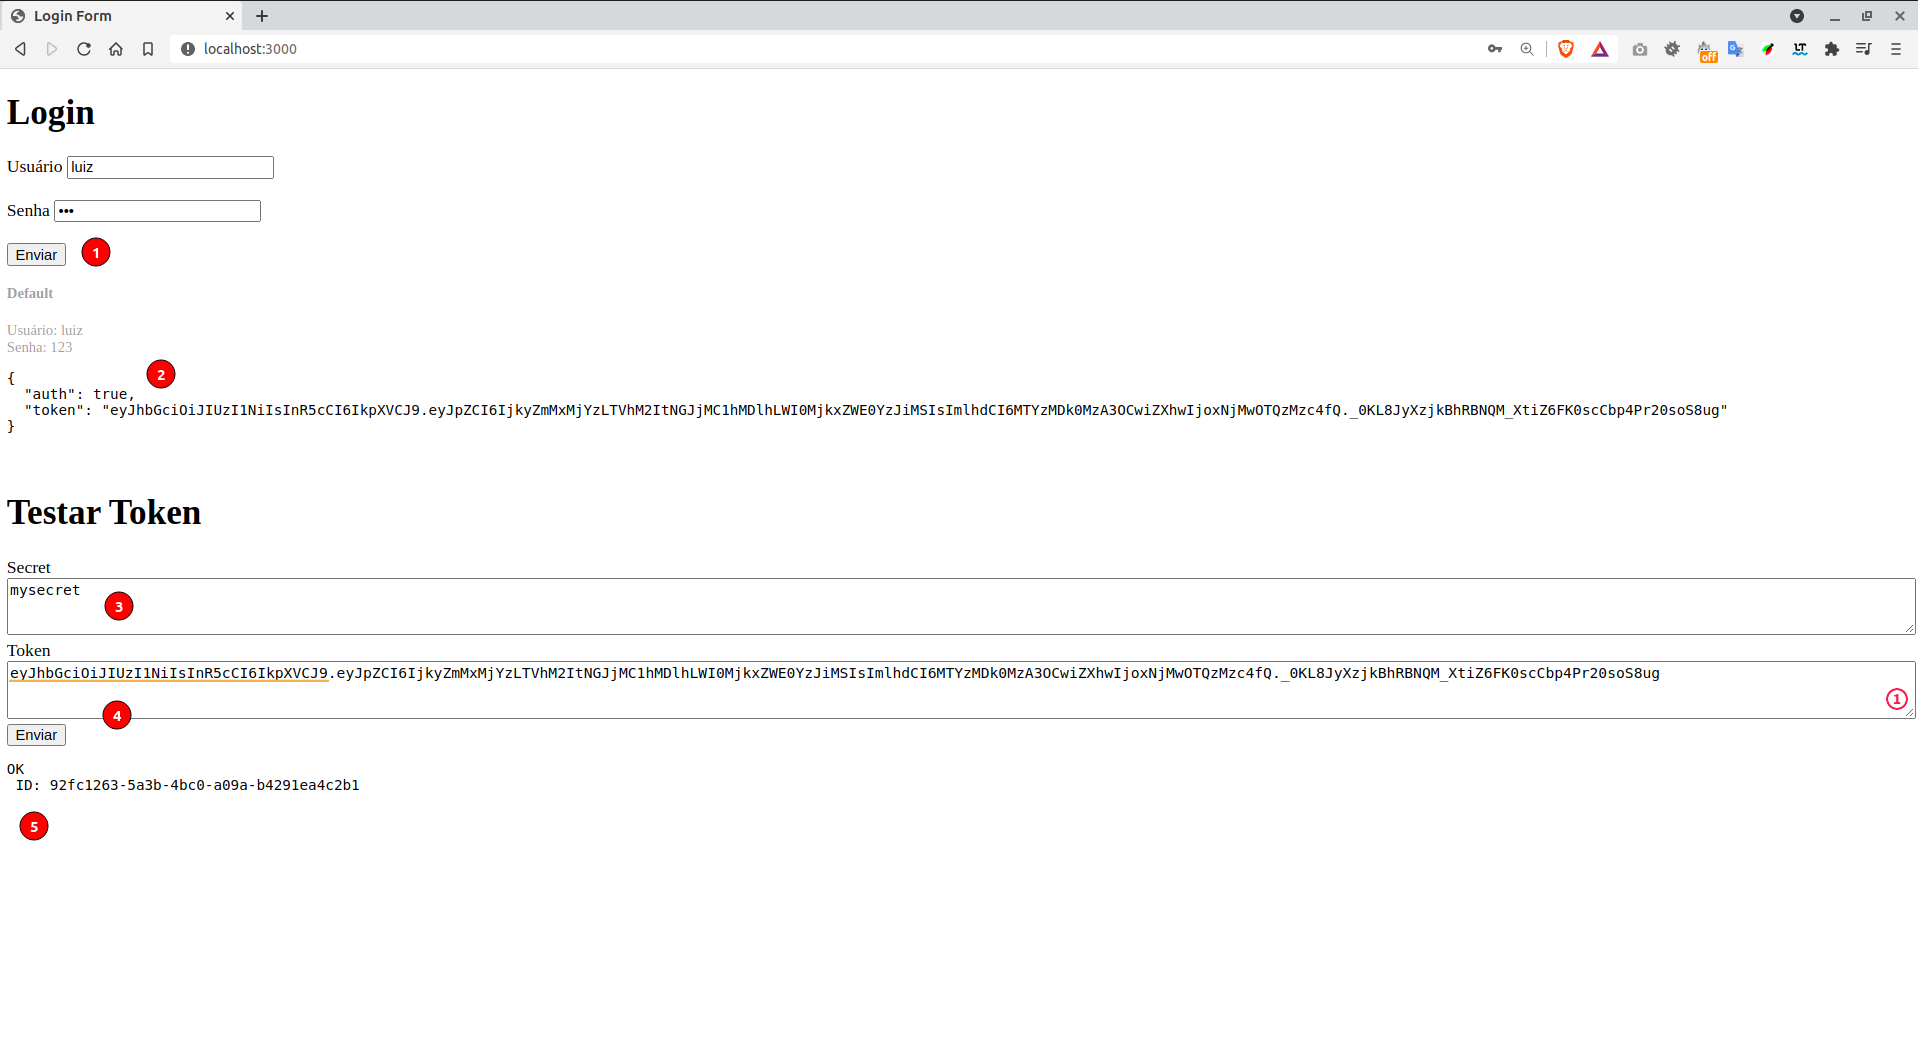 Login Form
localhost:3000
off
LT
Login
Usuário luiz
Senha •••
Enviar 1
Default
Usuário: luiz
Senha: 123
2
{
"auth": true,
"token": "eyJhbGciOiJIUzI1NiIsInR5cCI6IkpXVCJ9.eyJpZCI6IjkyZmMxMjYzLTVhM2ItNGJjMC1hMDlhLWI0MjkxZWE0YzJiMSIsImlhdCI6MTYzMDk0MzA3OCwiZXhwIjoxNjMwOTQzMzc4fQ._0KL8JyXzjkBhRBNQM_XtiZ6FK0scCbp4Pr20soS8ug"
}
Testar Token
Secret
mysecret
3
Token
eyJhbGciOiJIUzI1NiIsInR5cCI6IkpXVCJ9.eyJpZCI6IjkyZmMxMjYzLTVhM2ItNGJjMC1hMDlhLWI0MjkxZWE0YzJiMSIsImlhdCI6MTYzMDk0MzA3OCwiZXhwIjoxNjMwOTQzMzc4fQ._0KL8JyXzjkBhRBNQM_XtiZ6FK0scCbp4Pr20soS8ug
1
4
Enviar
OK
ID: 92fc1263-5a3b-4bc0-a09a-b4291ea4c2b1
5